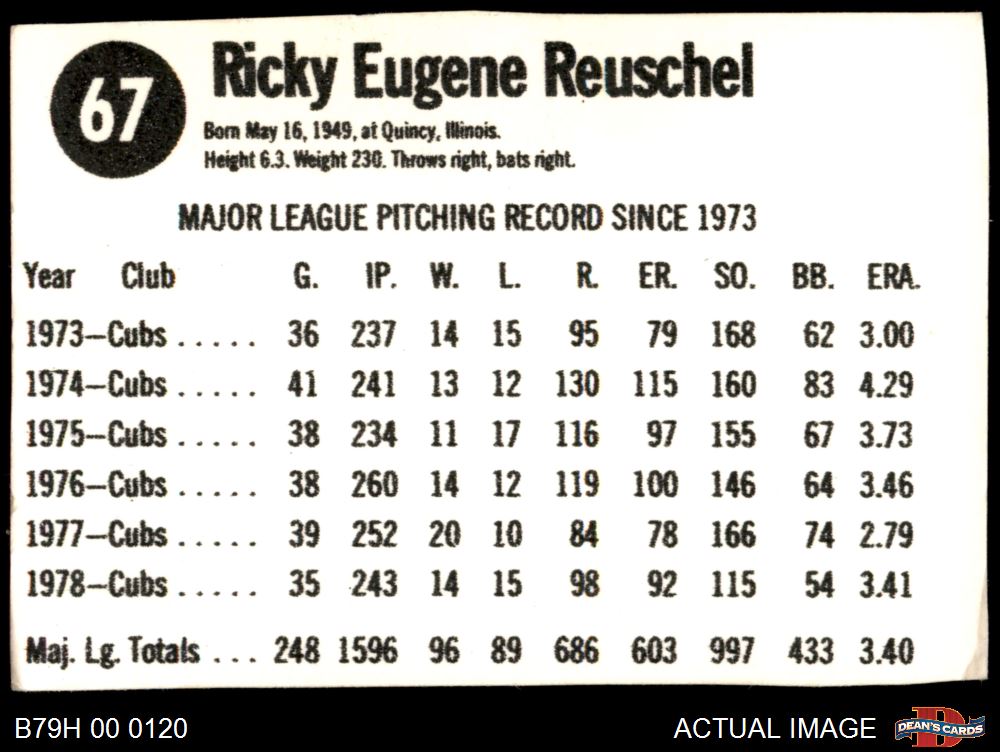 67
Ricky Eugene Reuschel
Born May 16, 1949, at Quincy, Illinois.
Height 6.3. Weight 230. Throws right, bats right.
MAJOR LEAGUE PITCHING RECORD SINCE 1973
Year Club G. IP. W. L. R. ER. SO. BB. ERA.
1973—Cubs ..... 36 237 14 15 95 79 168 62 3.00
1974—Cubs ..... 41 241 13 12 130 115 160 83 4.29
1975—Cubs ..... 38 234 11 17 116 97 155 67 3.73
1976—Cubs ..... 38 260 14 12 119 100 146 64 3.46
1977—Cubs ..... 39 252 20 10 84 78 166 74 2.79
1978—Cubs ..... 35 243 14 15 98 92 115 54 3.41
Maj. Lg. Totals ... 248 1596 96 89 686 603 997 433 3.40
B79H 00 0120
ACTUAL IMAGE
D
DEAN'S CARDS